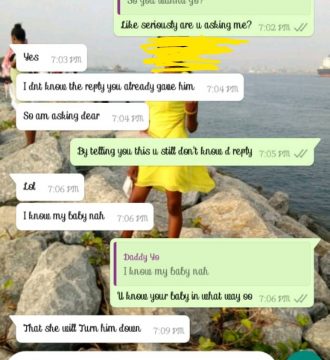 So you wanna go?
Like seriously are u asking me?
7:02 PM
Yes
7:03 PM
I dnt know the reply you already gave him
7:04 PM
So am asking dear
7:04 PM
By telling you this u still don't know d reply
7:05 PM
Lol
7:06 PM
I know my baby nah
7:06 PM
Daddy Yo
I know my baby nah
U know your baby in what way oo
7:06 PM
That she will Turn him down
7:09 PM